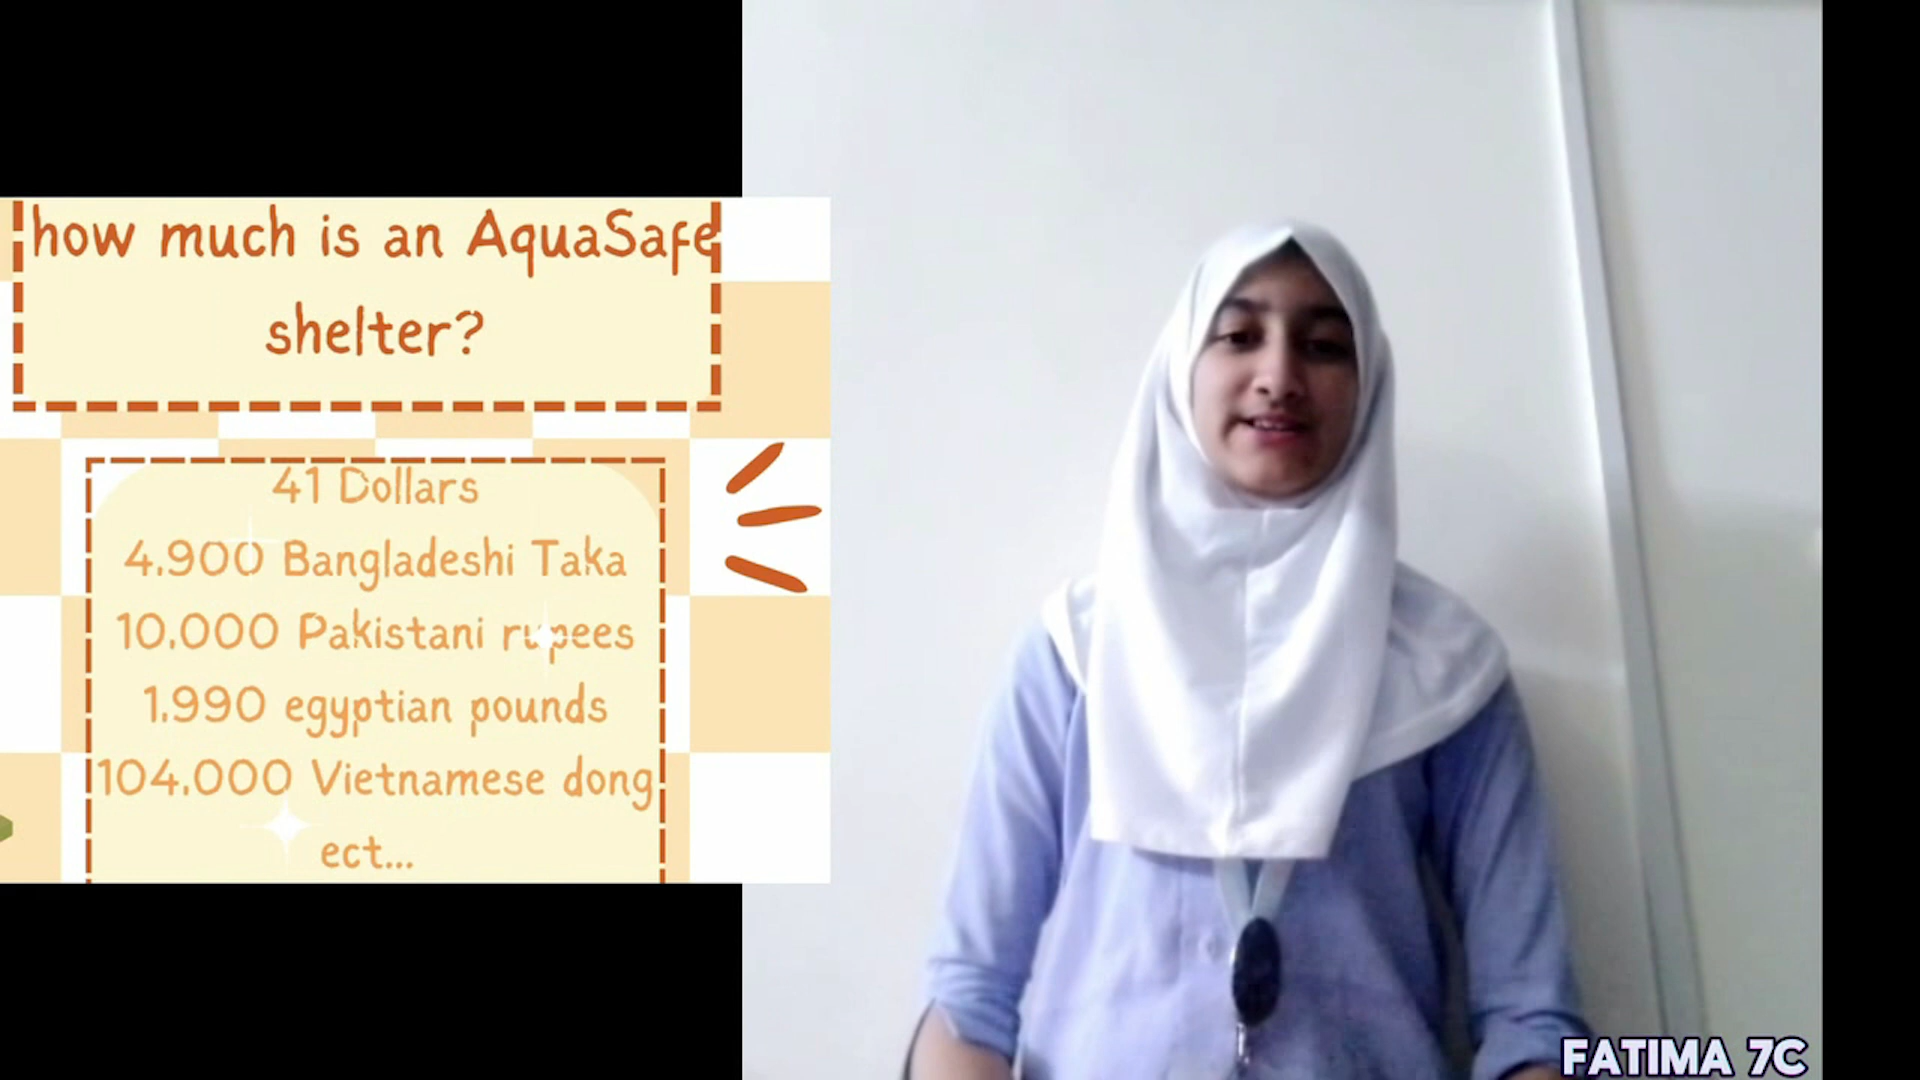 how much is an AquaSafe
shelter?
41 Dollars
4.900 Bangladeshi Taka
10.000 Pakistani rupees
1.990 egyptian pounds
104.000 Vietnamese dong
ect...
FATIMA 7C